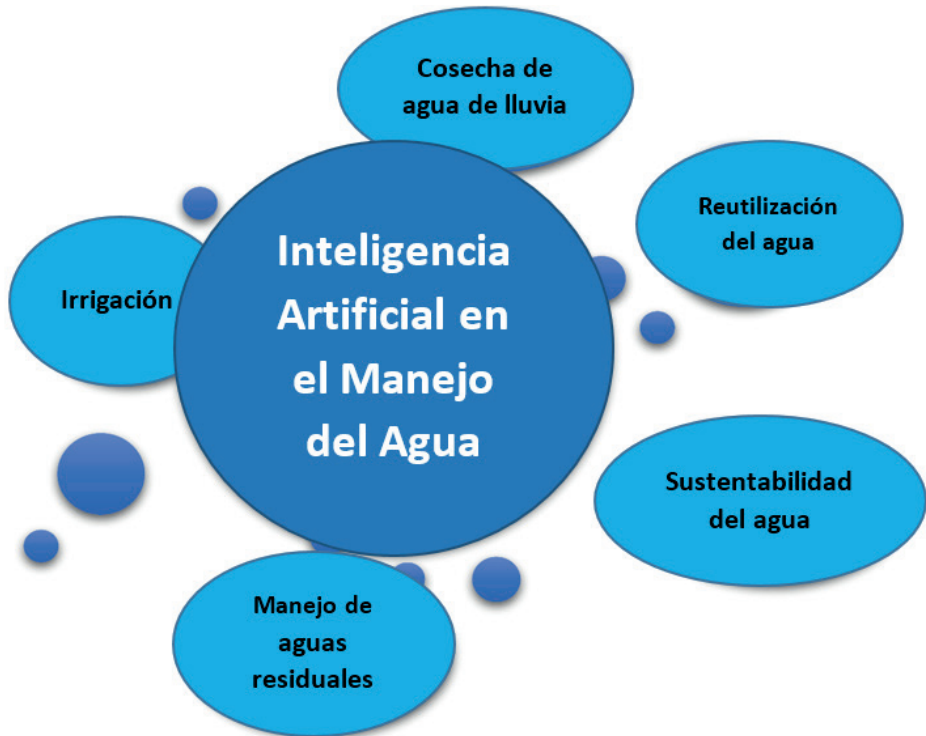 Cosecha de
agua de lluvia
Reutilización
del agua
Inteligencia
Artificial en
el Manejo
del Agua
Irrigación
Sustentabilidad
del agua
Manejo de
aguas
residuales